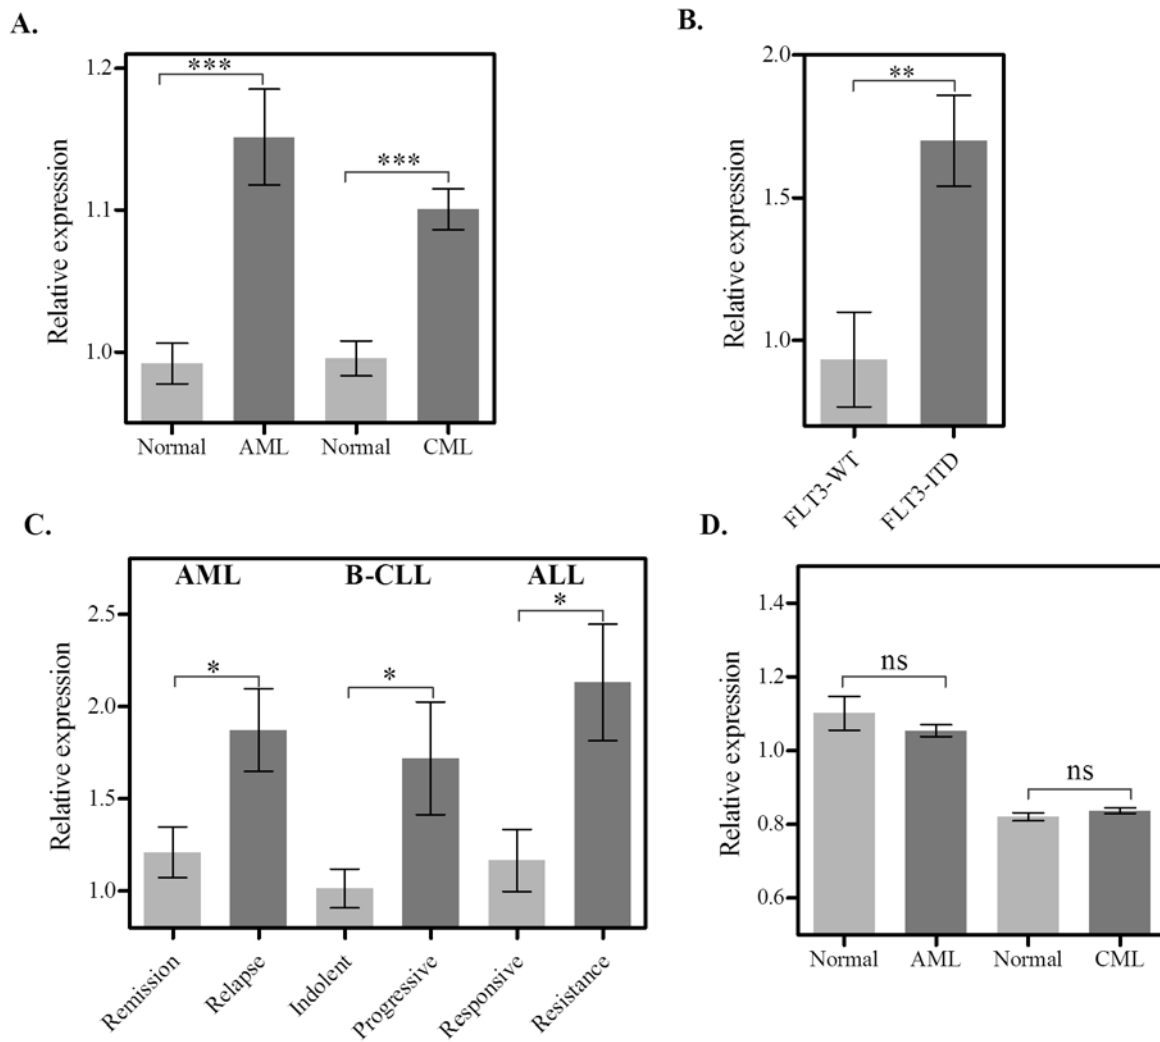 A.
Relative expression
1.2
1.1
1.0
***
***
Normal
AML
Normal
CML
B.
Relative expression
2.0
1.5
1.0
**
FLT3-WT
FLT3-ITD
C.
Relative expression
2.5
2.0
1.5
1.0
AML
B-CLL
ALL
*
*
*
Remission
Relapse
Indolent
Progressive
Responsive
Resistance
D.
Relative expression
1.4
1.2
1.0
0.8
0.6
ns
ns
Normal
AML
Normal
CML